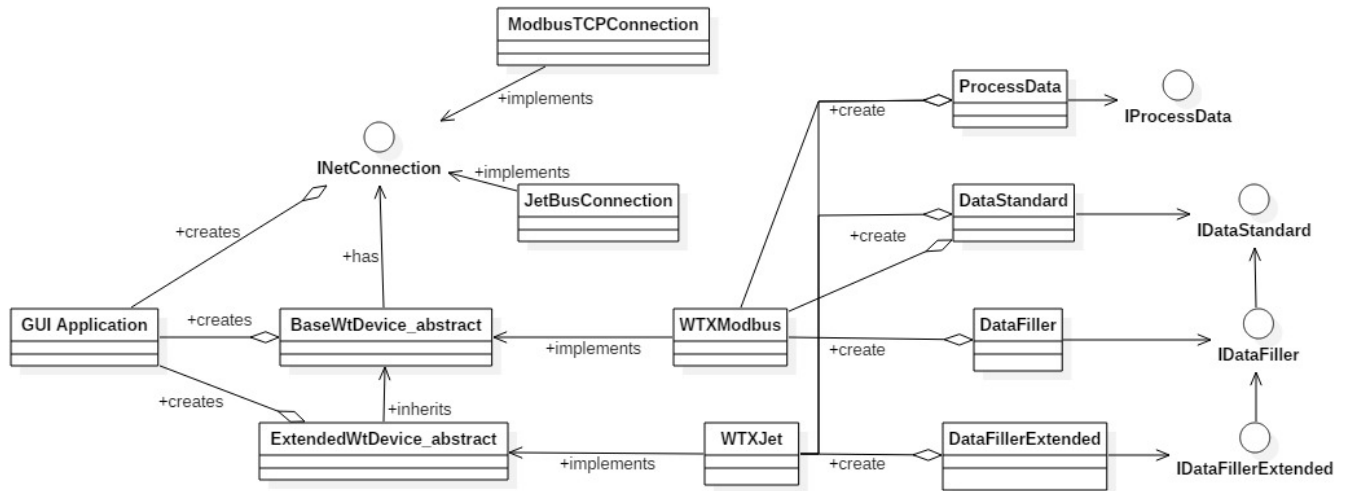 ModbusTCPConnection
+implements
ProcessData
+create
IProcessData
INetConnection
+implements
JetBusConnection
DataStandard
+create
IDataStandard
+creates
+has
GUI Application
+creates
BaseWtDevice_abstract
WTXModbus
DataFiller
+implements
+create
IDataFiller
+creates
+inherits
ExtendedWtDevice_abstract
WTXJet
DataFillerExtended
+implements
+create
IDataFillerExtended